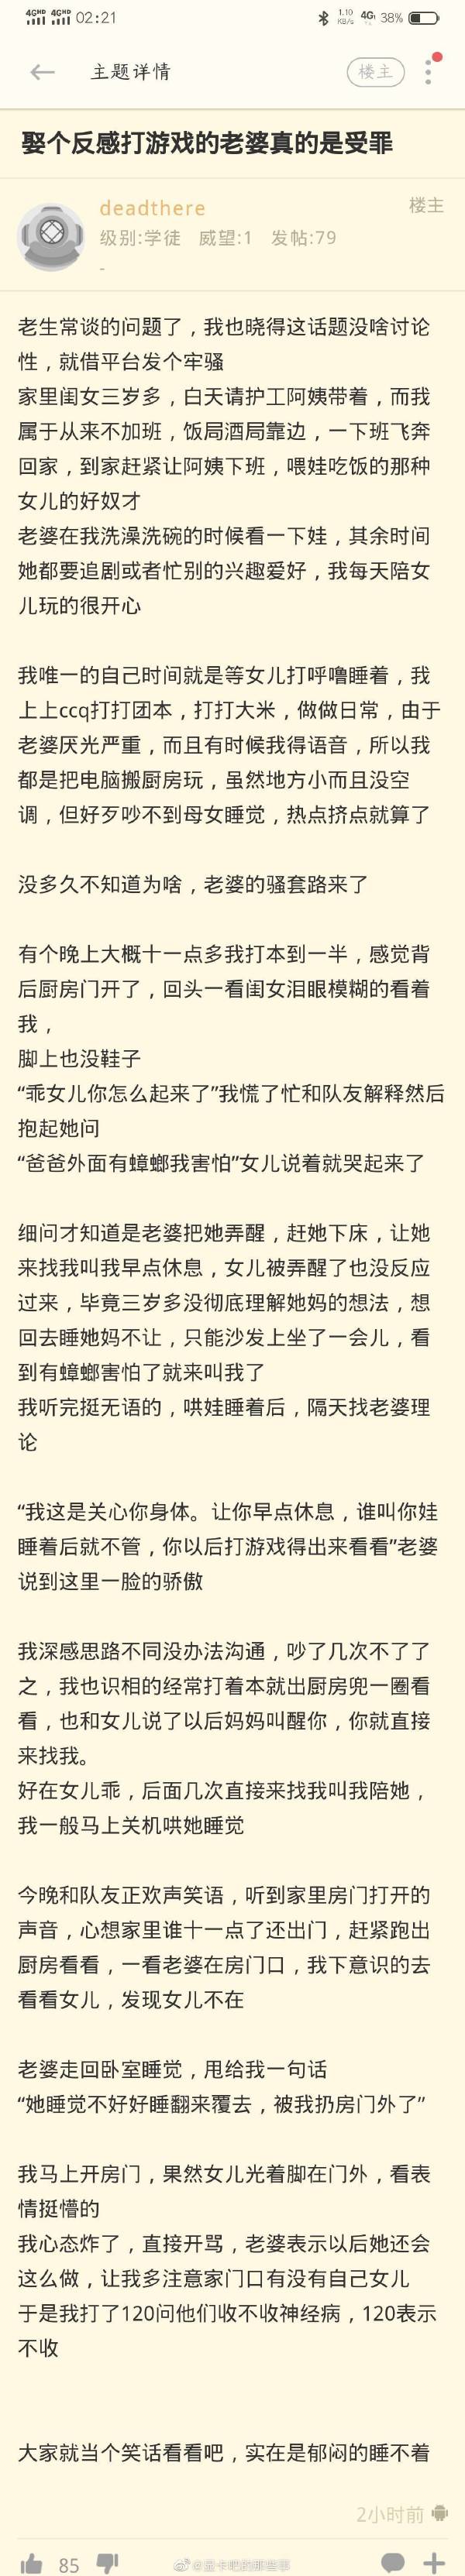 4GHD 4GHD 02:21 1.10 KB/s 4G 38%
主题详情 楼主
娶个反感打游戏的老婆真的是受罪
deadthere 楼主
级别:学徒 威望:1 发帖:79
-
老生常谈的问题了，我也晓得这话题没啥讨论
性，就借平台发个牢骚
家里闺女三岁多，白天请护工阿姨带着，而我
属于从来不加班，饭局酒局靠边，一下班飞奔
回家，到家赶紧让阿姨下班，喂娃吃饭的那种
女儿的好奴才
老婆在我洗澡洗碗的时候看一下娃，其余时间
她都要追剧或者忙别的兴趣爱好，我每天陪女
儿玩的很开心
我唯一的自己时间就是等女儿打呼噜睡着，我
上上ccq打打团本，打打大米，做做日常，由于
老婆厌光严重，而且有时候我得语音，所以我
都是把电脑搬厨房玩，虽然地方小而且没空
调，但好歹吵不到母女睡觉，热点挤点就算了
没多久不知道为啥，老婆的骚套路来了
有个晚上大概十一点多我打本到一半，感觉背
后厨房门开了，回头一看闺女泪眼模糊的看着
我，
脚上也没鞋子
“乖女儿你怎么起来了”我慌了忙和队友解释然后
抱起她问
“爸爸外面有蟑螂我害怕”女儿说着就哭起来了
细问才知道是老婆把她弄醒，赶她下床，让她
来找我叫我早点休息，女儿被弄醒了也没反应
过来，毕竟三岁多没彻底理解她妈的想法，想
回去睡她妈不让，只能沙发上坐了一会儿，看
到有蟑螂害怕了就来叫我了
我听完挺无语的，哄娃睡着后，隔天找老婆理
论
“我这是关心你身体。让你早点休息，谁叫你娃
睡着后就不管，你以后打游戏得出来看看”老婆
说到这里一脸的骄傲
我深感思路不同没办法沟通，吵了几次不了了
之，我也识相的经常打着本就出厨房兜一圈看
看，也和女儿说了以后妈妈叫醒你，你就直接
来找我。
好在女儿乖，后面几次直接来找我叫我陪她，
我一般马上关机哄她睡觉
今晚和队友正欢声笑语，听到家里房门打开的
声音，心想家里谁十一点了还出门，赶紧跑出
厨房看看，一看老婆在房门口，我下意识的去
看看女儿，发现女儿不在
老婆走回卧室睡觉，甩给我一句话
“她睡觉不好好睡翻来覆去，被我扔房门外了”
我马上开房门，果然女儿光着脚在门外，看表
情挺懵的
我心态炸了，直接开骂，老婆表示以后她还会
这么做，让我多注意家门口有没有自己女儿
于是我打了120问他们收不收神经病，120表示
不收
大家就当个笑话看看吧，实在是郁闷的睡不着
2小时前
85